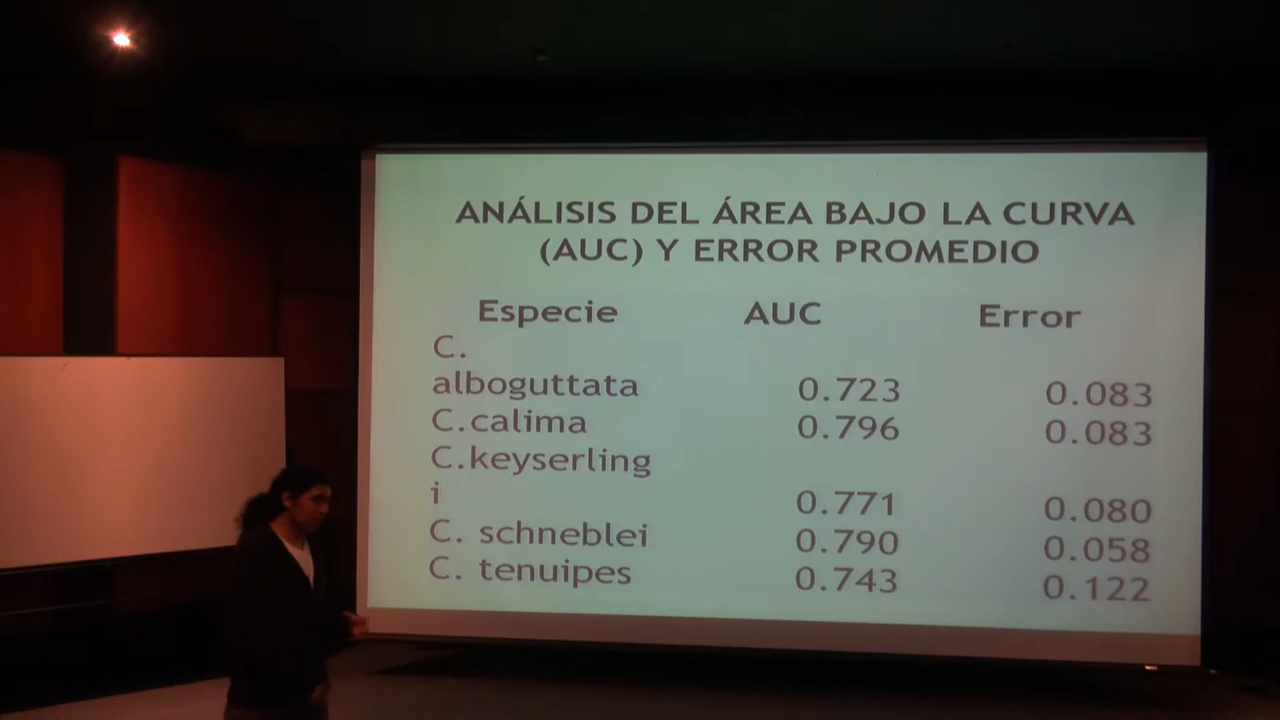 ANÁLISIS DEL ÁREA BAJO LA CURVA
(AUC) Y ERROR PROMEDIO
Especie AUC Error
C.
alboguttata 0.723 0.083
C.calima 0.796 0.083
C.keyserling
i 0.771 0.080
C. schneblei 0.790 0.058
C. tenuipes 0.743 0.122